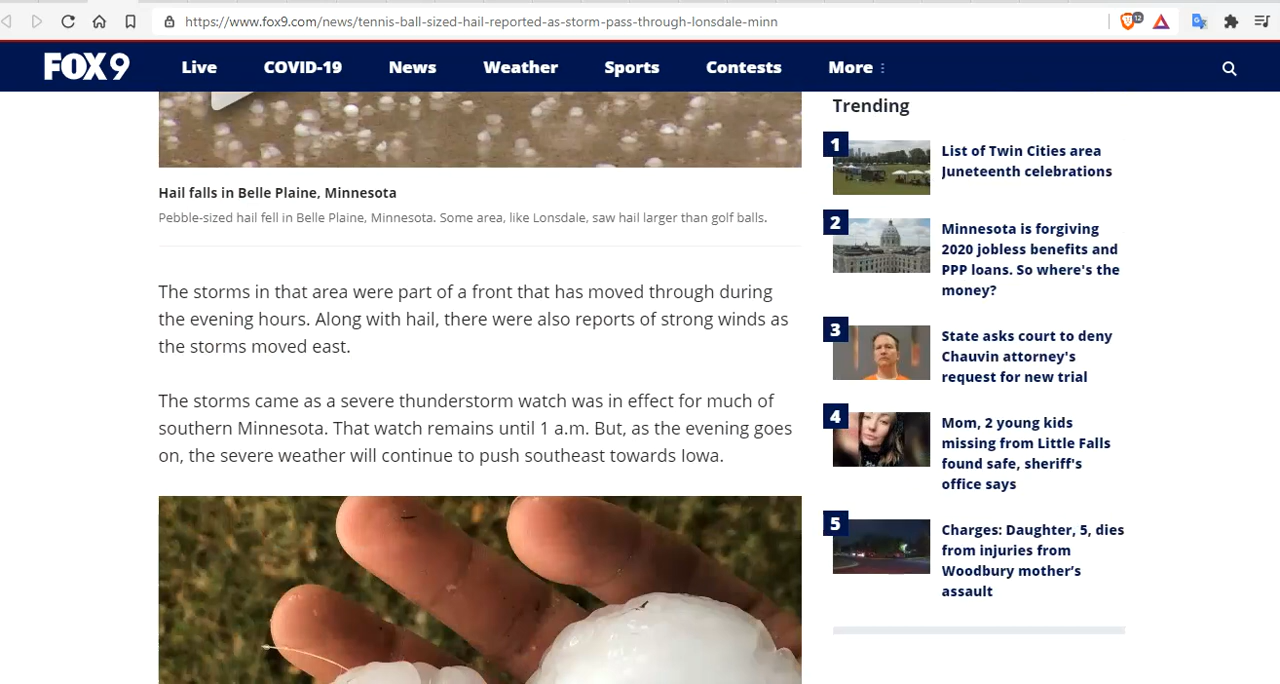 https://www.fox9.com/news/tennis-ball-sized-hail-reported-as-storm-pass-through-lonsdale-minn
12
FOX 9
Live
COVID-19
News
Weather
Sports
Contests
More
Hail falls in Belle Plaine, Minnesota
Pebble-sized hail fell in Belle Plaine, Minnesota. Some area, like Lonsdale, saw hail larger than golf balls.
The storms in that area were part of a front that has moved through during
the evening hours. Along with hail, there were also reports of strong winds as
the storms moved east.
The storms came as a severe thunderstorm watch was in effect for much of
southern Minnesota. That watch remains until 1 a.m. But, as the evening goes
on, the severe weather will continue to push southeast towards Iowa.
Trending
1
List of Twin Cities area
Juneteenth celebrations
2
Minnesota is forgiving
2020 jobless benefits and
PPP loans. So where's the
money?
3
State asks court to deny
Chauvin attorney's
request for new trial
4
Mom, 2 young kids
missing from Little Falls
found safe, sheriff's
office says
5
Charges: Daughter, 5, dies
from injuries from
Woodbury mother’s
assault